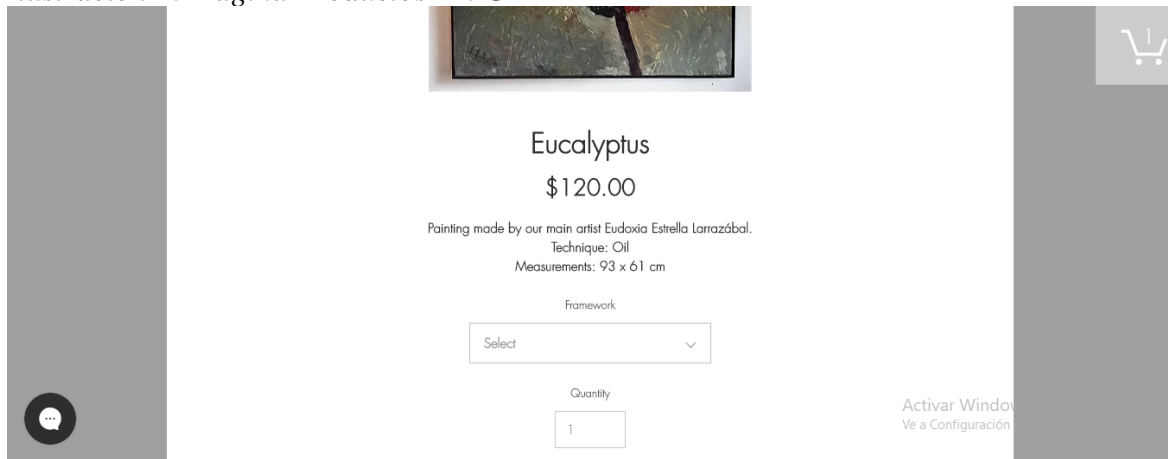 1
Eucalyptus
$120.00
Painting made by our main artist Eudoxia Estrella Larrazábal.
Technique: Oil
Measurements: 93 x 61 cm
Framework
Select
Quantity
1
Activar Windows
Ve a Configuración